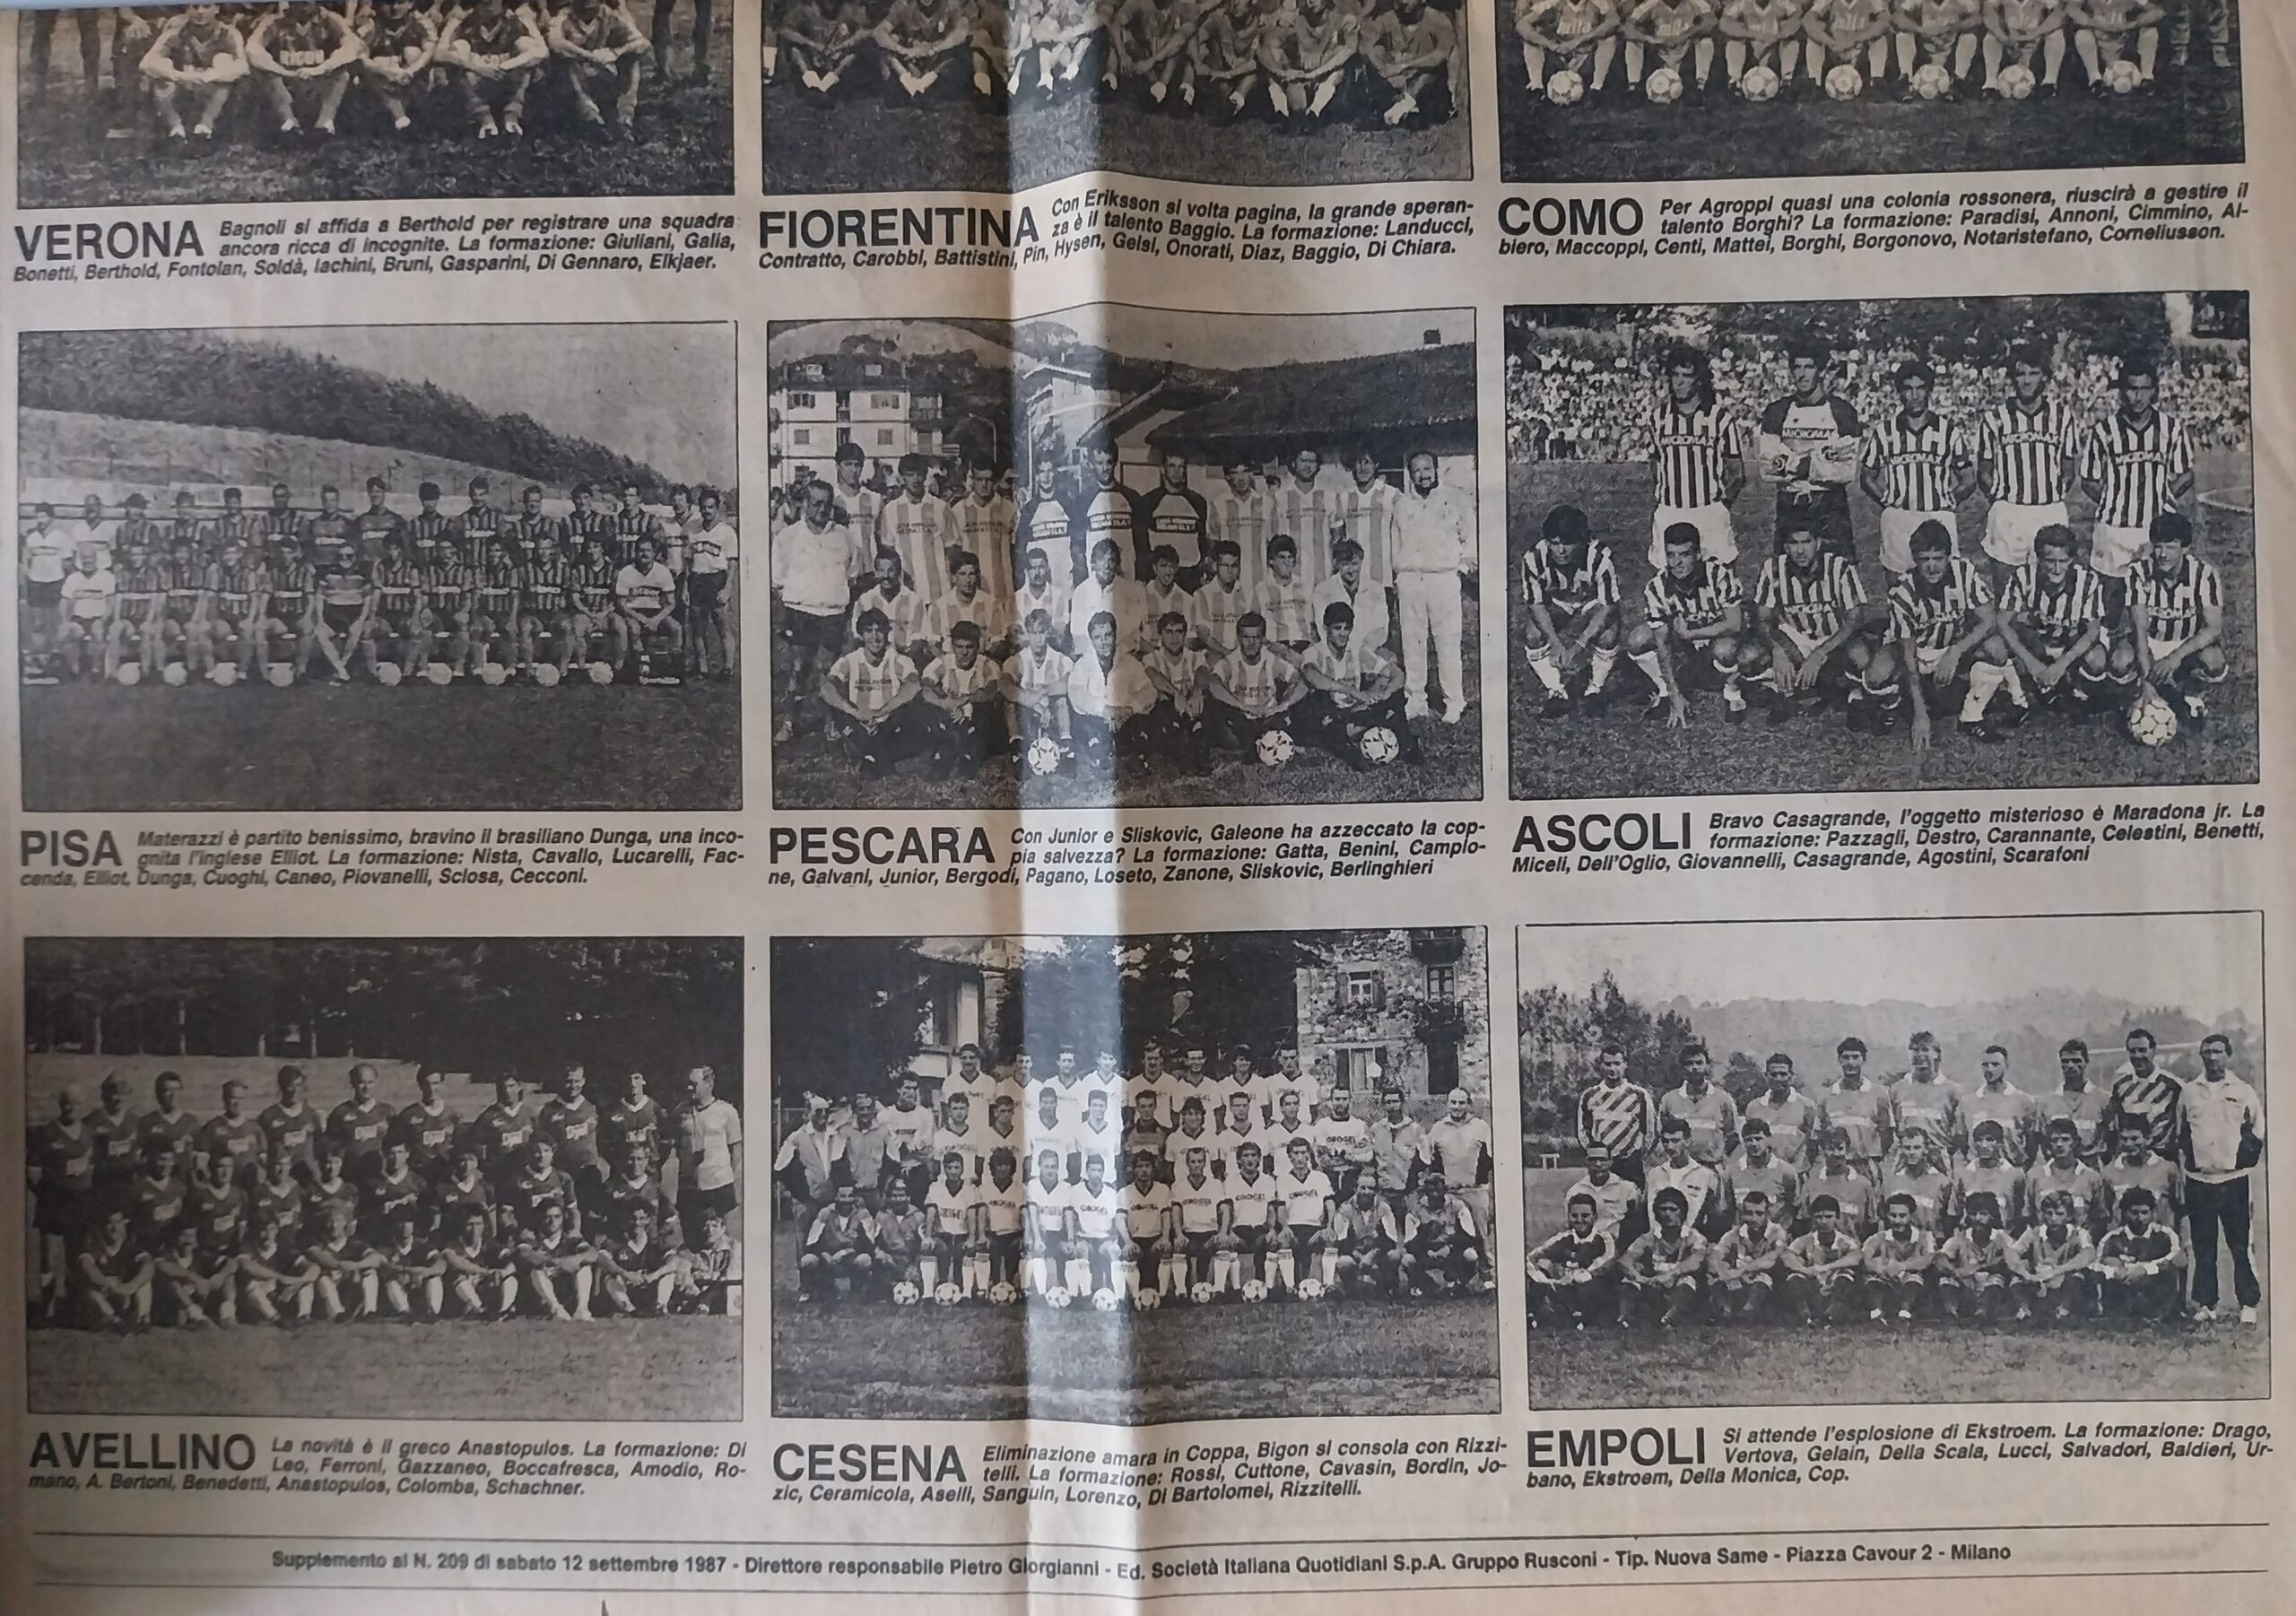 VERONA Bagnoli si affida a Berthold per registrare una squadra
ancora ricca di incognite. La formazione: Giuliani, Galia,
Bonetti, Berthold, Fontolan, Soldà, Iachini, Bruni, Gasparini, Di Gennaro, Elkjaer.
FIORENTINA Con Eriksson si volta pagina, la grande speran-
za è il talento Baggio. La formazione: Landucci,
Contratto, Carobbi, Battistini, Pin, Hysen, Gelsi, Onorati, Diaz, Baggio, Di Chiara.
COMO Per Agroppi quasi una colonia rossonera, riuscirà a gestire il
talento Borghi? La formazione: Paradisi, Annoni, Cimmino, Al-
biero, Maccoppi, Centi, Mattei, Borghi, Borgonovo, Notaristefano, Corneliusson.
PISA Materazzi è partito benissimo, bravino il brasiliano Dunga, una inco-
gnita l'inglese Elliot. La formazione: Nista, Cavallo, Lucarelli, Fac-
cenda, Elliot, Dunga, Cuoghi, Caneo, Piovanelli, Sclosa, Cecconi.
PESCARA Con Junior e Sliskovic, Galeone ha azzeccato la cop-
pia salvezza? La formazione: Gatta, Benini, Camplo-
ne, Galvani, Junior, Bergodi, Pagano, Loseto, Zanone, Sliskovic, Berlinghieri
ASCOLI Bravo Casagrande, l'oggetto misterioso è Maradona jr. La
formazione: Pazzagli, Destro, Carannante, Celestini, Benetti,
Miceli, Dell'Oglio, Giovannelli, Casagrande, Agostini, Scarafoni
AVELLINO La novità è il greco Anastopulos. La formazione: Di
Leo, Ferroni, Gazzaneo, Boccafresca, Amodio, Ro-
mano, A. Bertoni, Benedetti, Anastopulos, Colomba, Schachner.
CESENA Eliminazione amara in Coppa, Bigon si consola con Rizzi-
telli. La formazione: Rossi, Cuttone, Cavasin, Bordin, Jo-
zic, Ceramicola, Aselli, Sanguin, Lorenzo, Di Bartolomei, Rizzitelli.
EMPOLI Si attende l'esplosione di Ekstroem. La formazione: Drago,
Vertova, Gelain, Della Scala, Lucci, Salvadori, Baldieri, Ur-
bano, Ekstroem, Della Monica, Cop.
Supplemento al N. 209 di sabato 12 settembre 1987 - Direttore responsabile Pietro Giorgianni - Ed. Società Italiana Quotidiani S.p.A. Gruppo Rusconi - Tip. Nuova Same - Piazza Cavour 2 - Milano